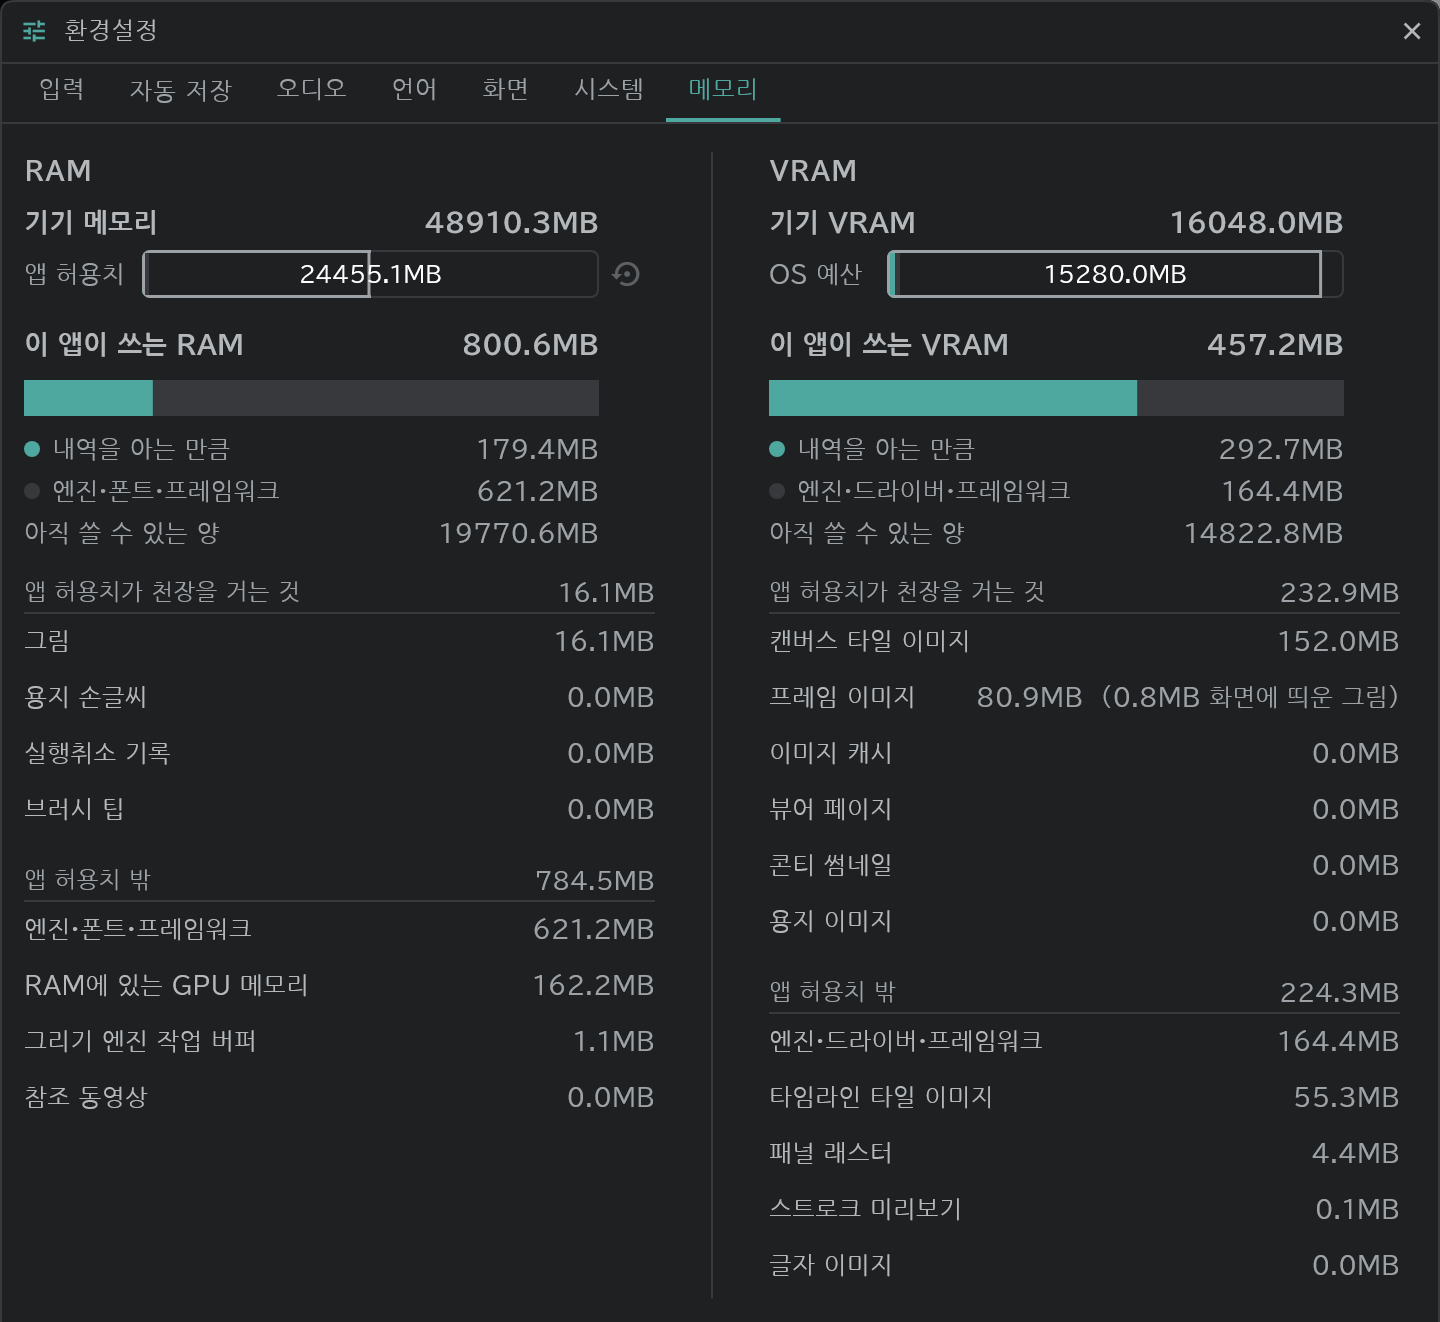 환경설정
입력 자동 저장 오디오 언어 화면 시스템 메모리
RAM
기기 메모리 48910.3MB
앱 허용치 24455.1MB
이 앱이 쓰는 RAM 800.6MB
내역을 아는 만큼 179.4MB
엔진·폰트·프레임워크 621.2MB
아직 쓸 수 있는 양 19770.6MB
앱 허용치가 천장을 거는 것 16.1MB
그림 16.1MB
용지 손글씨 0.0MB
실행취소 기록 0.0MB
브러시 팁 0.0MB
앱 허용치 밖 784.5MB
엔진·폰트·프레임워크 621.2MB
RAM에 있는 GPU 메모리 162.2MB
그리기 엔진 작업 버퍼 1.1MB
참조 동영상 0.0MB
VRAM
기기 VRAM 16048.0MB
OS 예산 15280.0MB
이 앱이 쓰는 VRAM 457.2MB
내역을 아는 만큼 292.7MB
엔진·드라이버·프레임워크 164.4MB
아직 쓸 수 있는 양 14822.8MB
앱 허용치가 천장을 거는 것 232.9MB
캔버스 타일 이미지 152.0MB
프레임 이미지 80.9MB (0.8MB 화면에 띄운 그림)
이미지 캐시 0.0MB
뷰어 페이지 0.0MB
콘티 썸네일 0.0MB
용지 이미지 0.0MB
앱 허용치 밖 224.3MB
엔진·드라이버·프레임워크 164.4MB
타임라인 타일 이미지 55.3MB
패널 래스터 4.4MB
스트로크 미리보기 0.1MB
글자 이미지 0.0MB